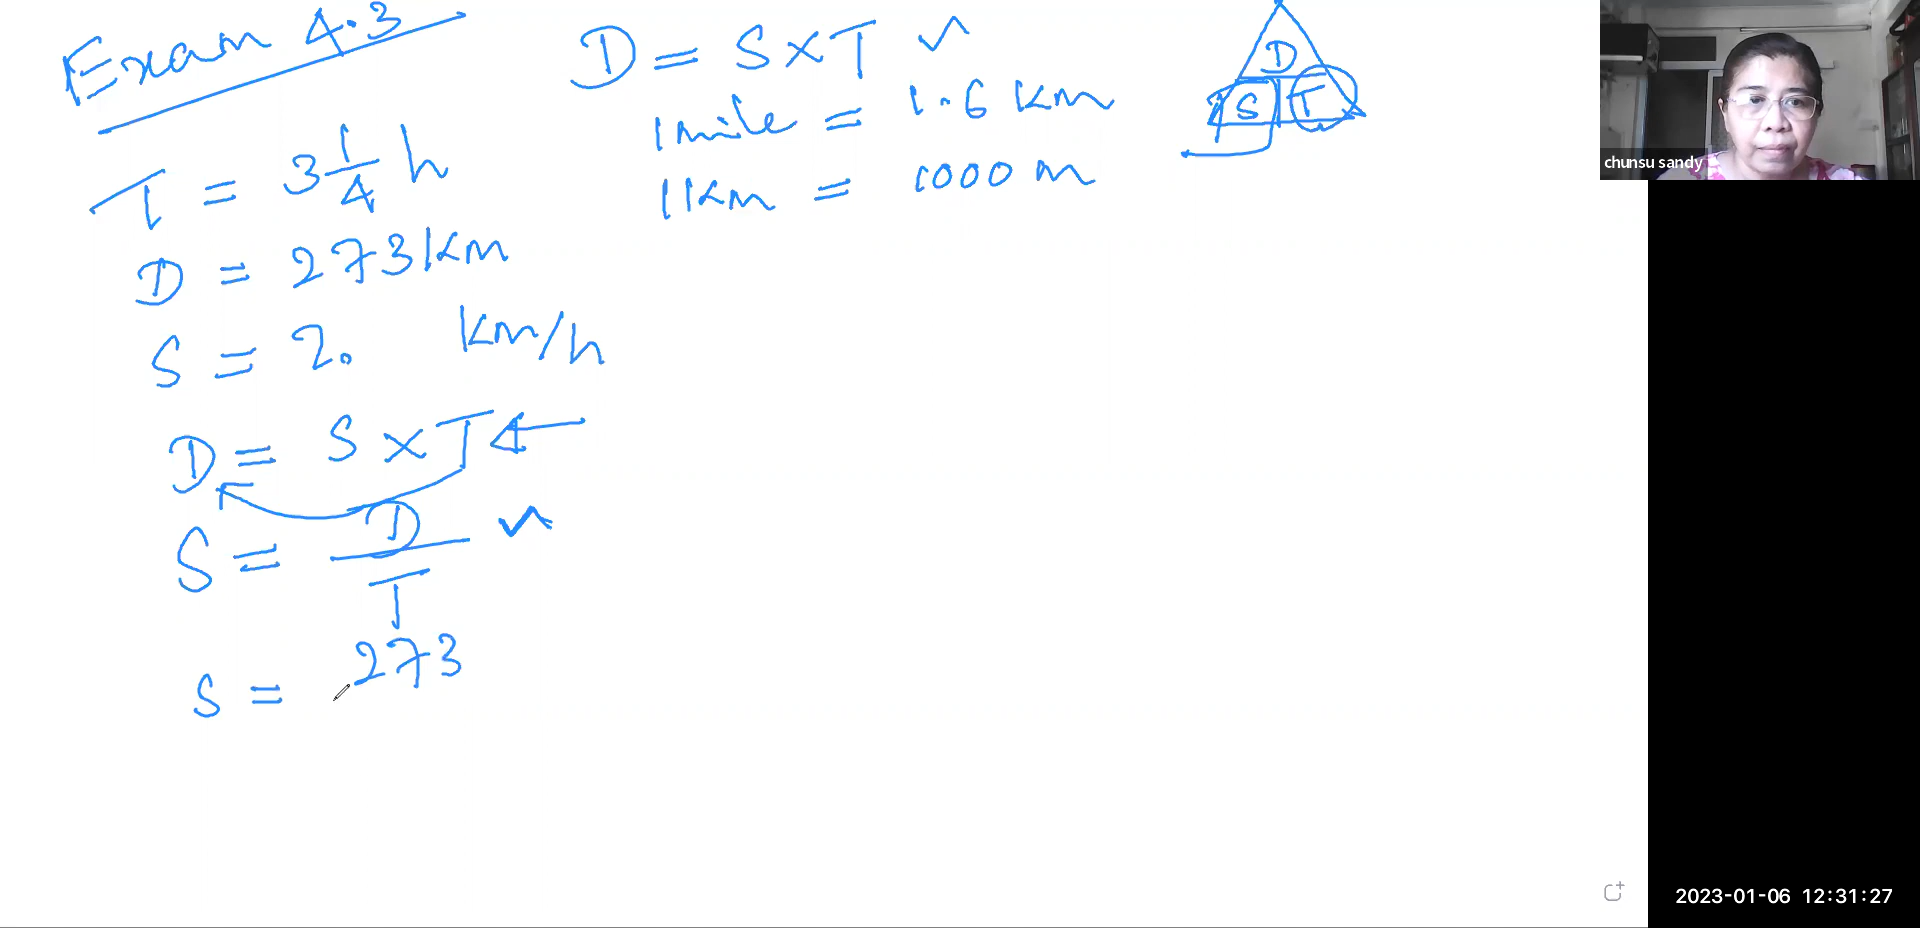 Exam 4.3
T = 3 1/4 h
D = 273 km
S = ?. km/h
D = S × T
S = D/T
S = 273
D = S × T
1 mile = 1.6 km
1 km = 1000 m
D
S T
chunsu sandy
2023-01-06 12:31:27